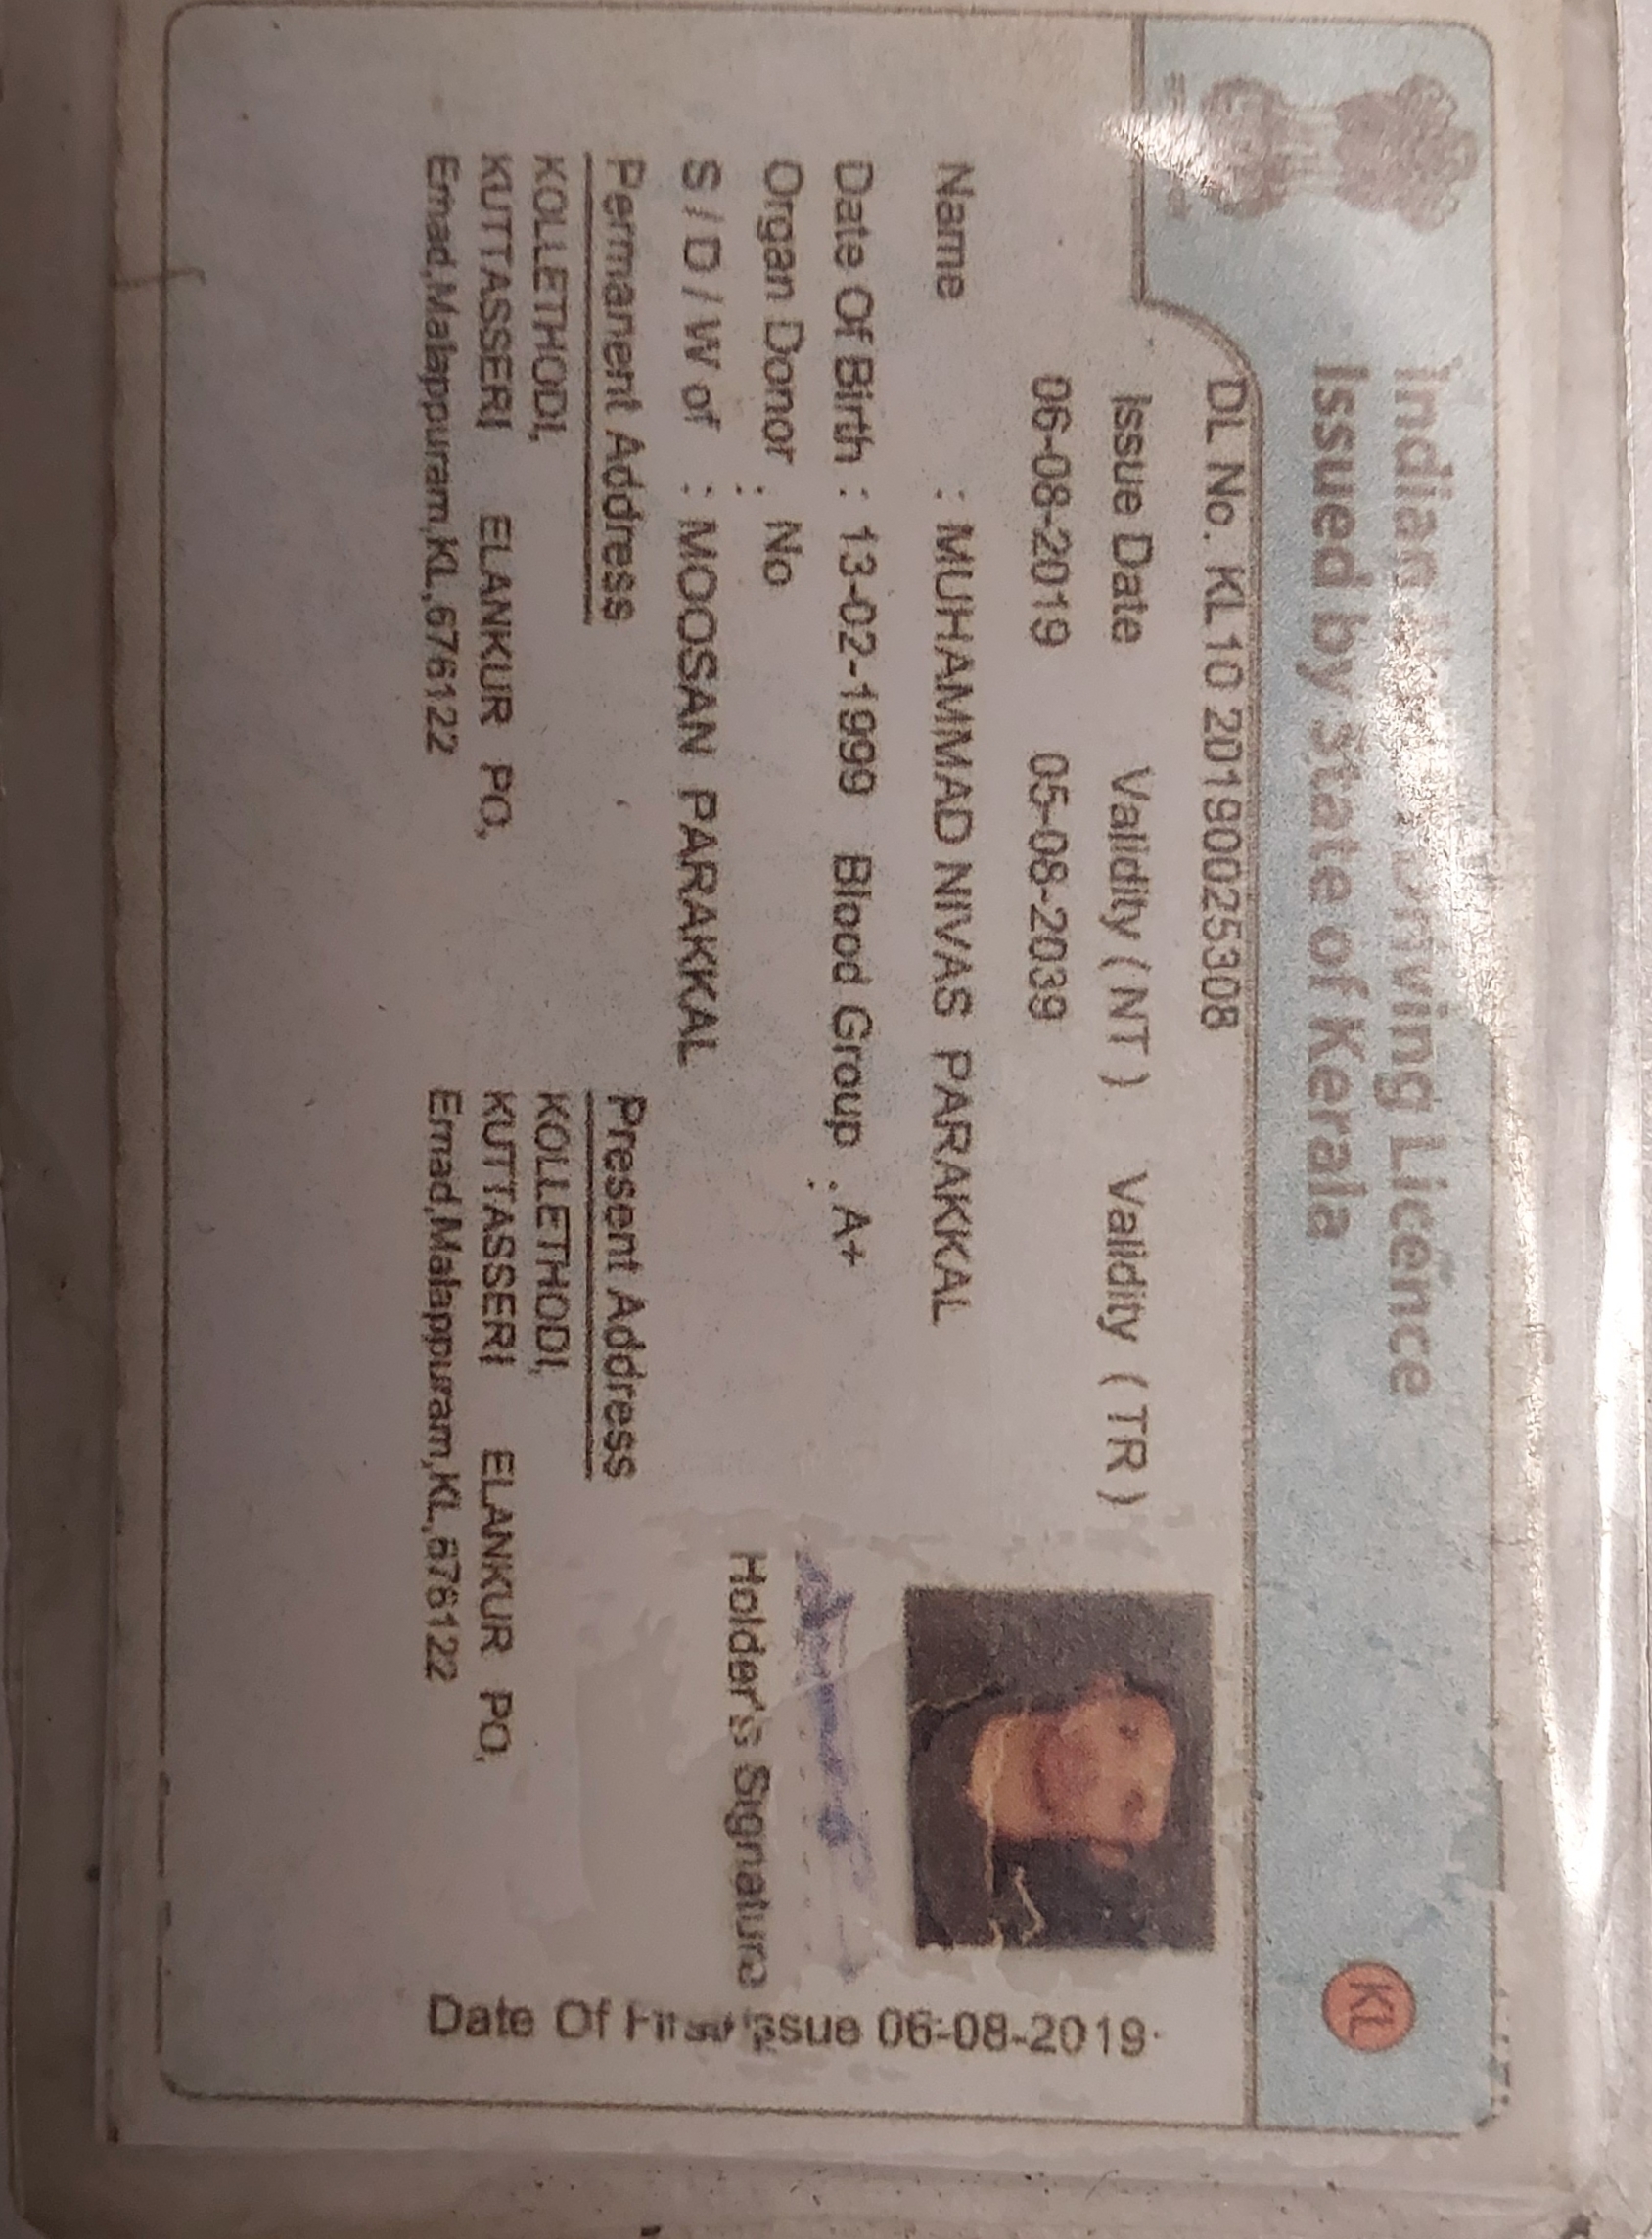 Indian Driving Licence
Issued by State of Kerala
KL
DL No. KL10 20190025308
Issue Date Validity ( NT ) Validity ( TR )
06-08-2019 05-08-2039
Name : MUHAMMAD NIVAS PARAKKAL
Date Of Birth : 13-02-1999 Blood Group : A+
Organ Donor : No
Holder's Signature
S / D / W of : MOOSAN PARAKKAL
Permanent Address
KOLLETHODI,
KUTTASSERI ELANKUR PO,
Ernad,Malappuram,KL,676122
Present Address
KOLLETHODI,
KUTTASSERI ELANKUR PO,
Ernad,Malappuram,KL,676122
Date Of First Issue 06-08-2019